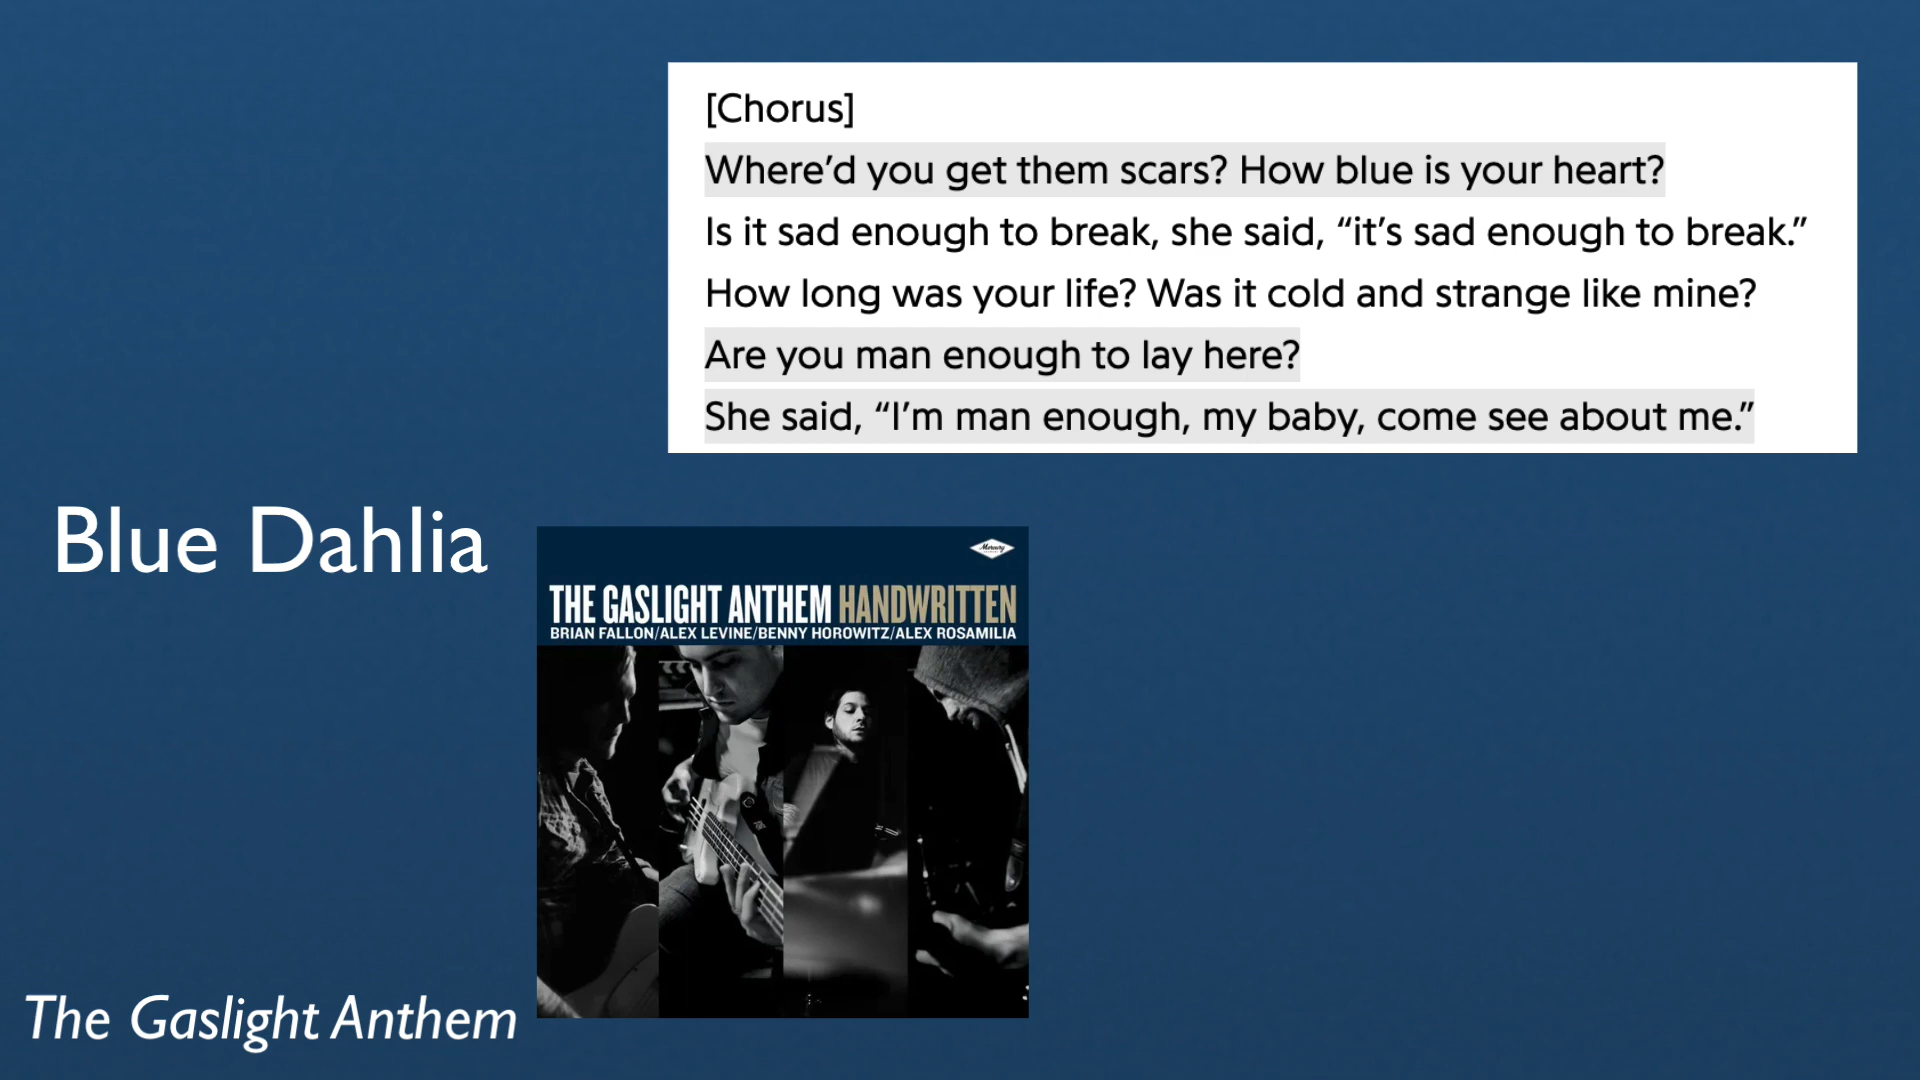 [Chorus]
Where’d you get them scars? How blue is your heart?
Is it sad enough to break, she said, “it’s sad enough to break.”
How long was your life? Was it cold and strange like mine?
Are you man enough to lay here?
She said, “I’m man enough, my baby, come see about me.”
Blue Dahlia
Mercury
THE GASLIGHT ANTHEM HANDWRITTEN
BRIAN FALLON/ALEX LEVINE/BENNY HOROWITZ/ALEX ROSAMILIA
The Gaslight Anthem